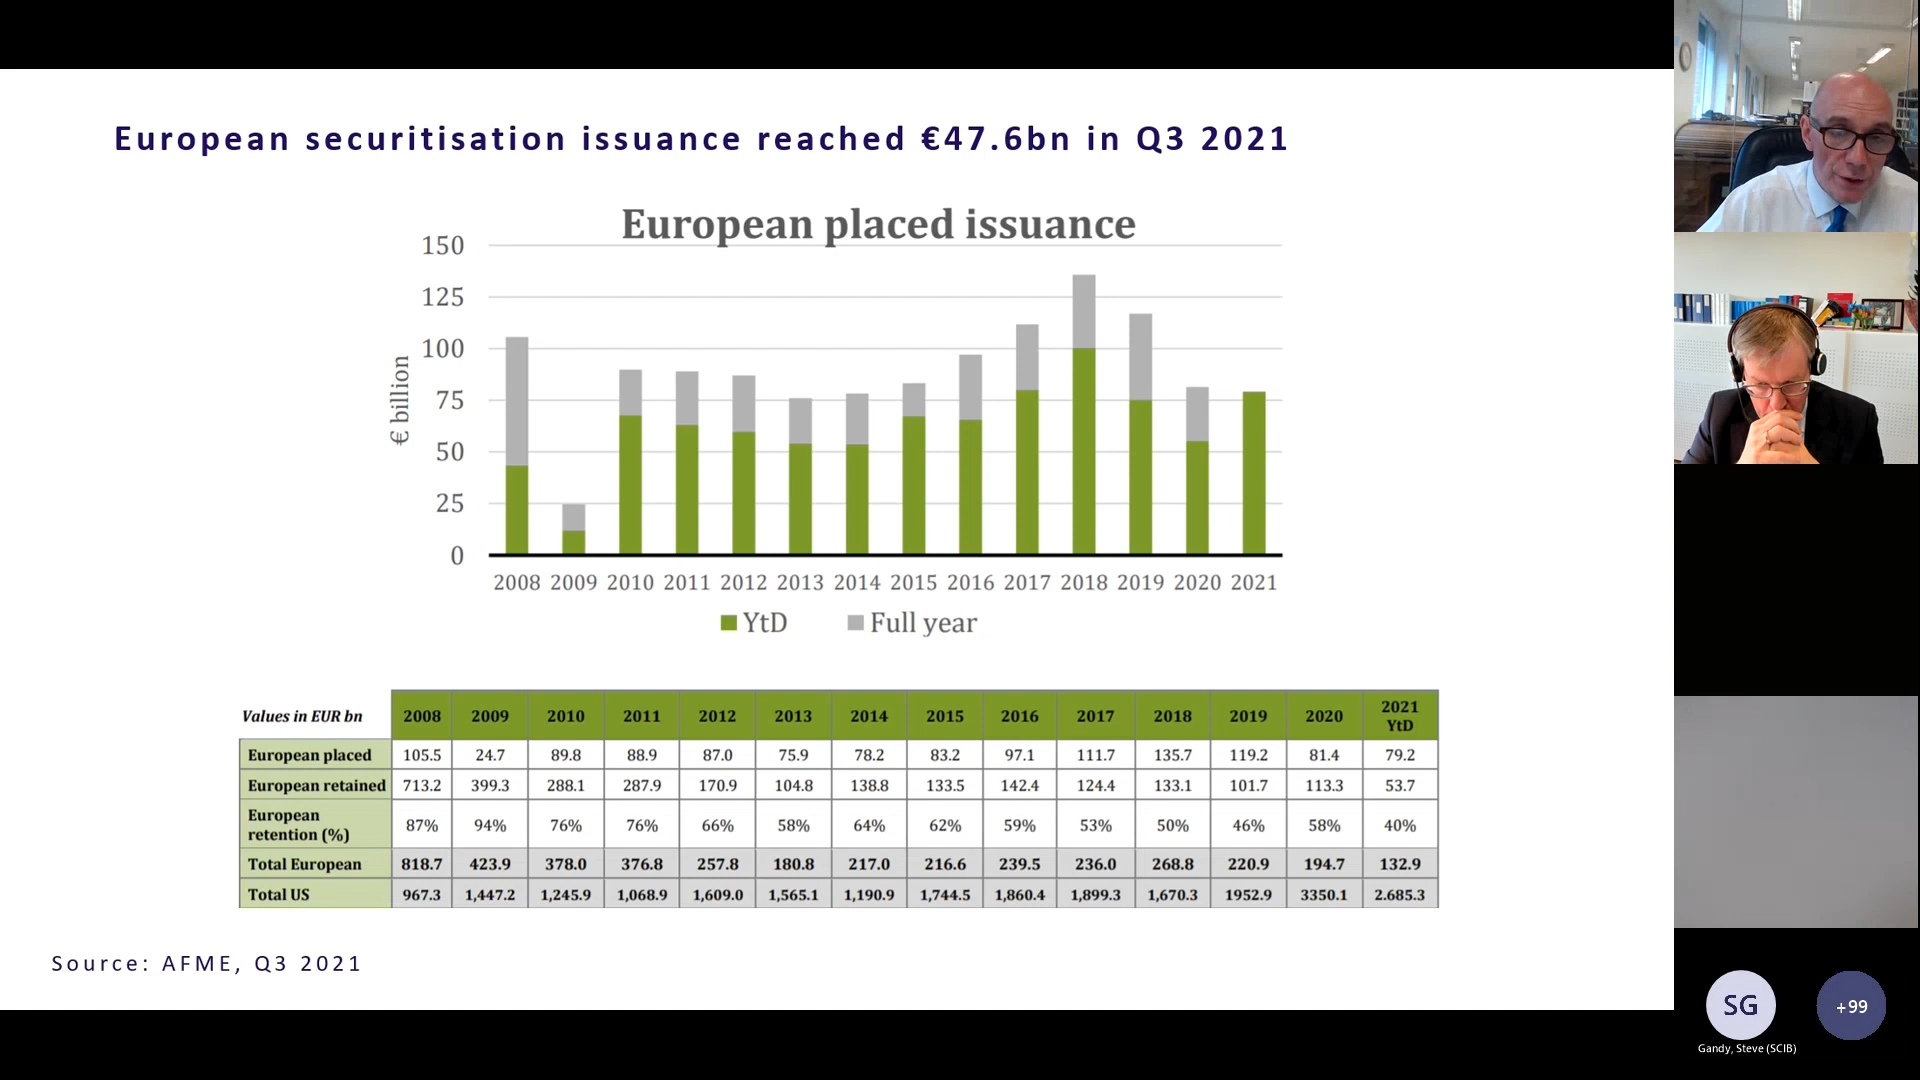 European securitisation issuance reached €47.6bn in Q3 2021
European placed issuance
150
125
100
75
50
25
0
€ billion
2008 2009 2010 2011 2012 2013 2014 2015 2016 2017 2018 2019 2020 2021
YtD Full year
Values in EUR bn 2008 2009 2010 2011 2012 2013 2014 2015 2016 2017 2018 2019 2020 2021 YtD
European placed 105.5 24.7 89.8 88.9 87.0 75.9 78.2 83.2 97.1 111.7 135.7 119.2 81.4 79.2
European retained 713.2 399.3 288.1 287.9 170.9 104.8 138.8 133.5 142.4 124.4 133.1 101.7 113.3 53.7
European retention (%) 87% 94% 76% 76% 66% 58% 64% 62% 59% 53% 50% 46% 58% 40%
Total European 818.7 423.9 378.0 376.8 257.8 180.8 217.0 216.6 239.5 236.0 268.8 220.9 194.7 132.9
Total US 967.3 1,447.2 1,245.9 1,068.9 1,609.0 1,565.1 1,190.9 1,744.5 1,860.4 1,899.3 1,670.3 1952.9 3350.1 2.685.3
Source: AFME, Q3 2021
SG
+99
Gandy, Steve (SCIB)